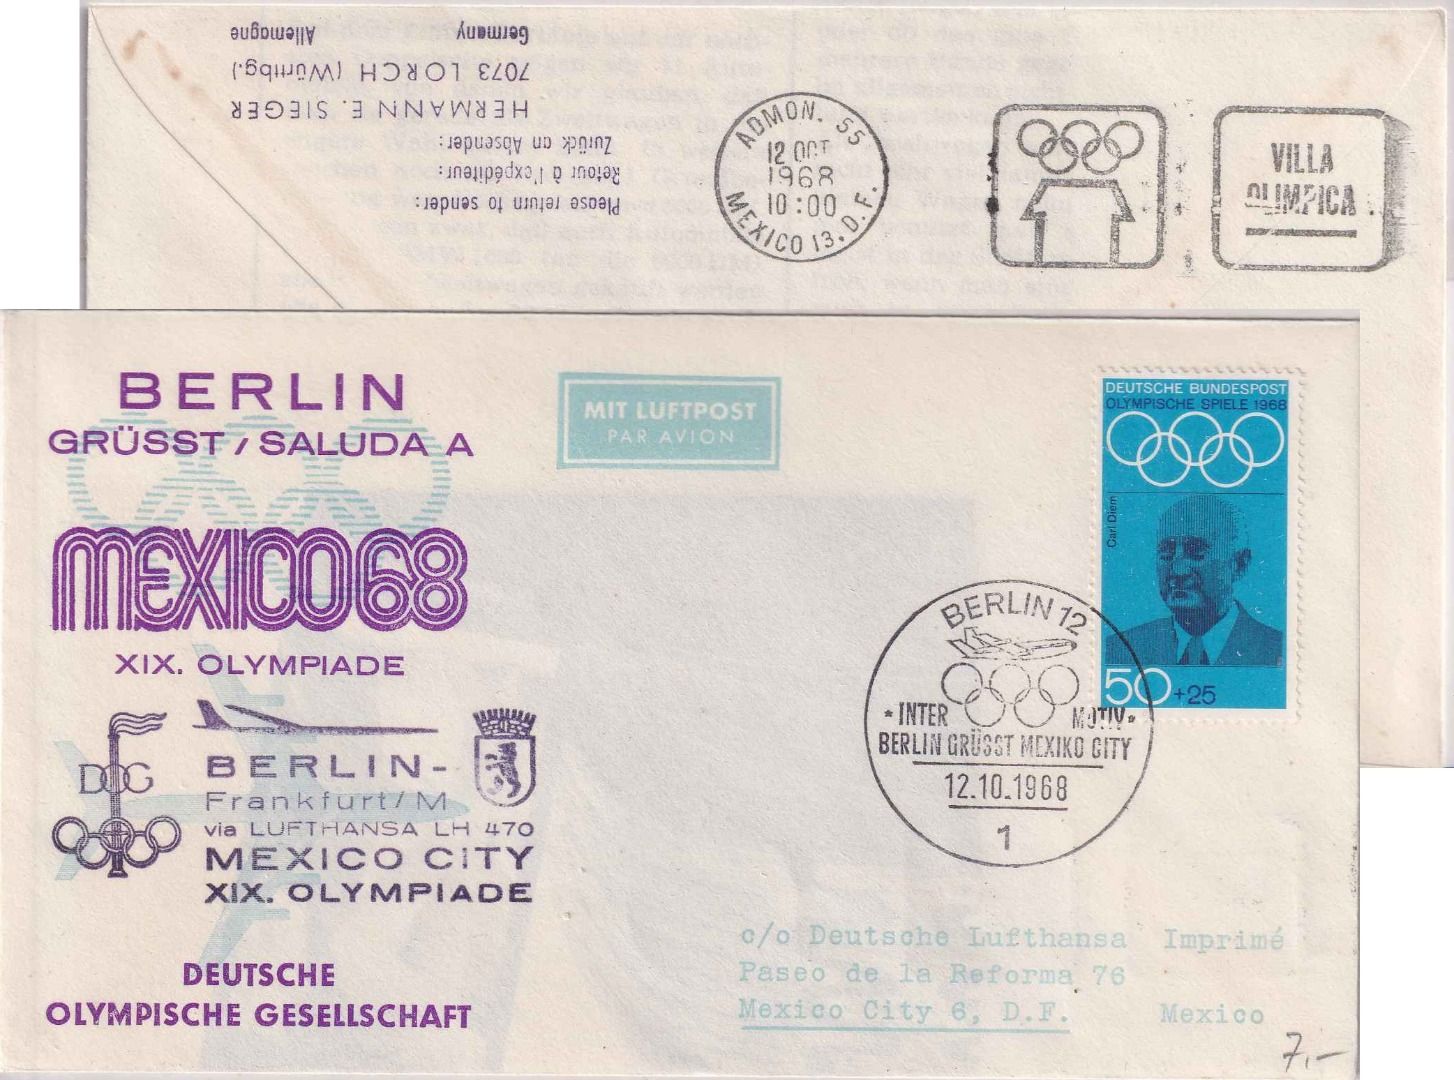 Please return to sender:
Retour à l'expéditeur:
Zurück an Absender:
HERMANN E. SIEGER
7073 LORCH (Württbg.)
Germany Allemagne
ADMON. 55
12 OCT
1968
10:00
MEXICO 13, D.F.
VILLA
OLIMPICA
BERLIN
GRÜSST / SALUDA A
MEXICO68
XIX. OLYMPIADE
DOG
BERLIN-
Frankfurt/M
via LUFTHANSA LH 470
MEXICO CITY
XIX. OLYMPIADE
DEUTSCHE
OLYMPISCHE GESELLSCHAFT
MIT LUFTPOST
PAR AVION
DEUTSCHE BUNDESPOST
OLYMPISCHE SPIELE 1968
Carl Diem
50 +25
BERLIN 12
* INTER MOTIV *
BERLIN GRÜSST MEXIKO CITY
12.10.1968
1
c/o Deutsche Lufthansa Imprimé
Paseo de la Reforma 76
Mexico City 6, D.F. Mexico
7,-